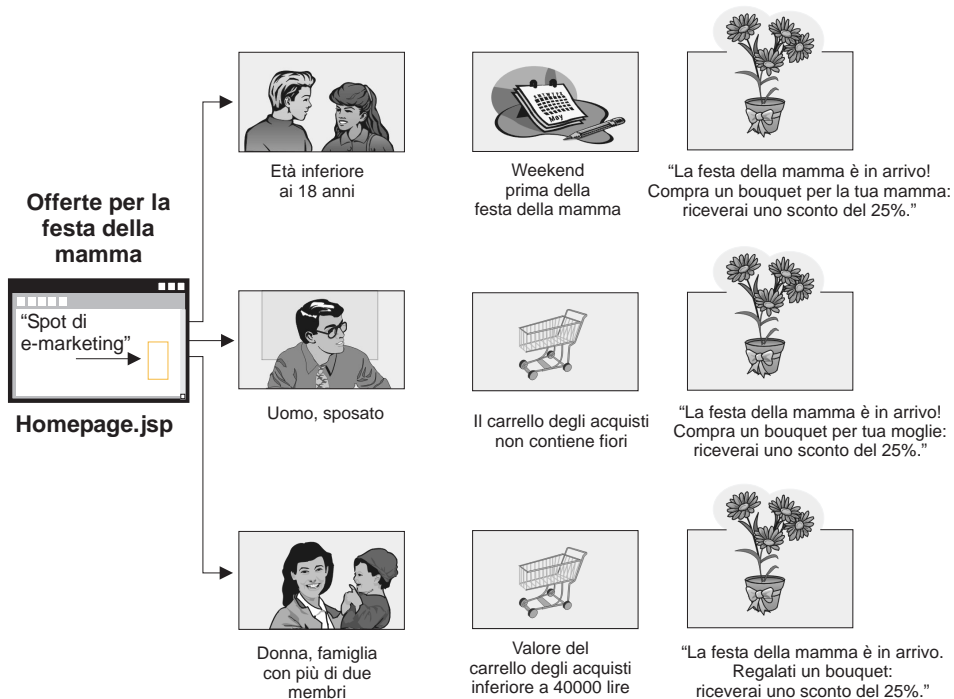 Offerte per la
festa della
mamma
“Spot di
e-marketing”
Homepage.jsp
Età inferiore
ai 18 anni
May
Weekend
prima della
festa della mamma
“La festa della mamma è in arrivo!
Compra un bouquet per la tua mamma:
riceverai uno sconto del 25%.”
Uomo, sposato
Il carrello degli acquisti
non contiene fiori
“La festa della mamma è in arrivo!
Compra un bouquet per tua moglie:
riceverai uno sconto del 25%.”
Donna, famiglia
con più di due
membri
Valore del
carrello degli acquisti
inferiore a 40000 lire
“La festa della mamma è in arrivo.
Regalati un bouquet:
riceverai uno sconto del 25%.”